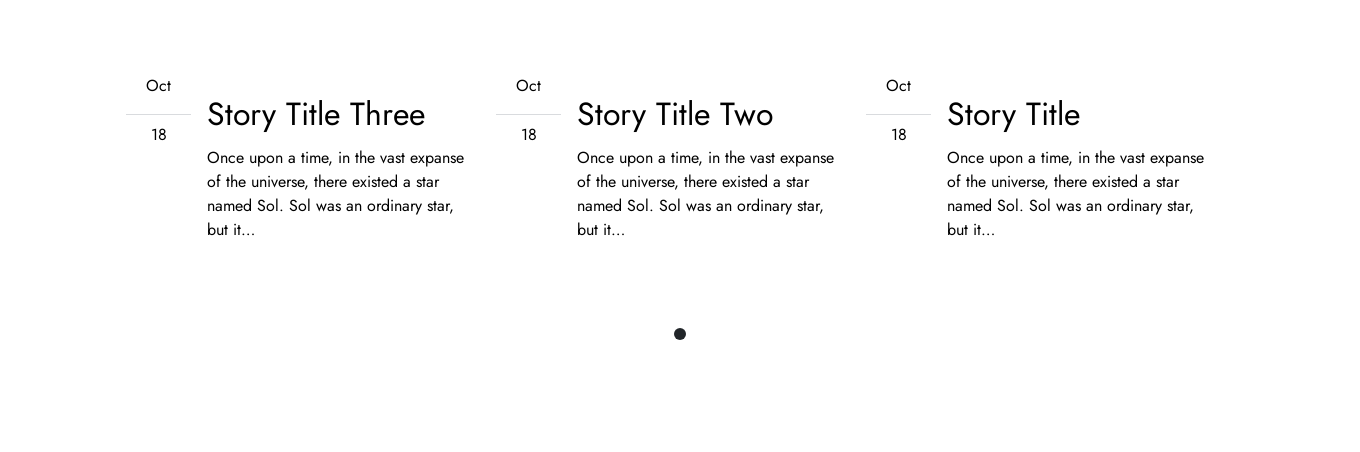 Oct
18
Story Title Three
Once upon a time, in the vast expanse
of the universe, there existed a star
named Sol. Sol was an ordinary star,
but it...
Oct
18
Story Title Two
Once upon a time, in the vast expanse
of the universe, there existed a star
named Sol. Sol was an ordinary star,
but it...
Oct
18
Story Title
Once upon a time, in the vast expanse
of the universe, there existed a star
named Sol. Sol was an ordinary star,
but it...